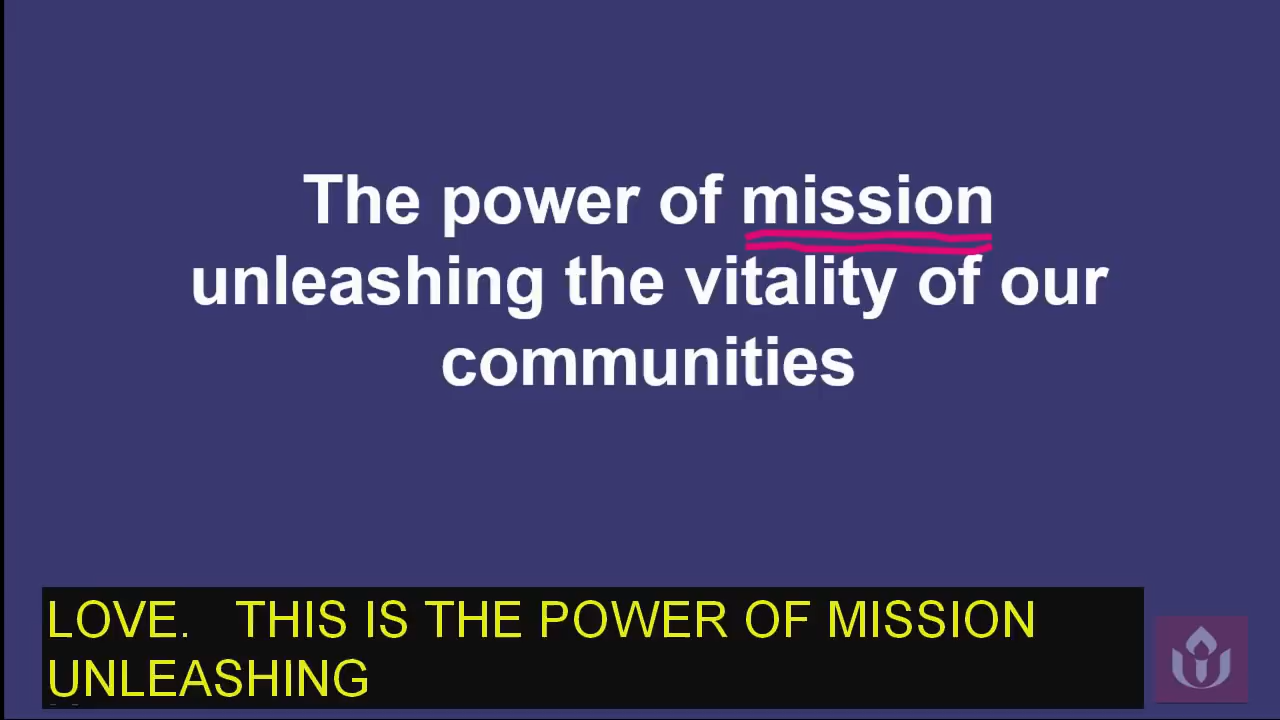 The power of mission
unleashing the vitality of our
communities
LOVE.   THIS IS THE POWER OF MISSION
UNLEASHING